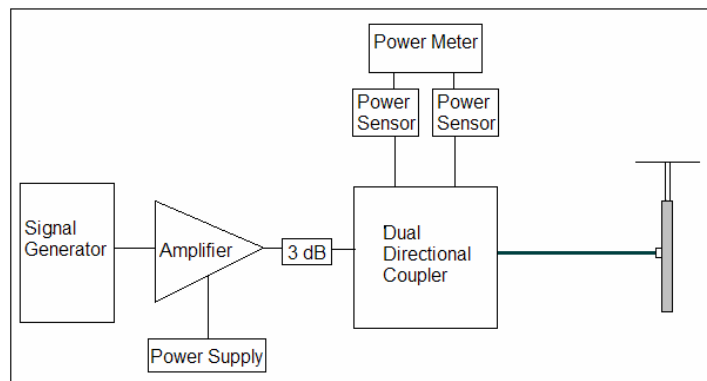 Power Meter
Power
Sensor
Power
Sensor
Signal
Generator
Amplifier
3 dB
Dual
Directional
Coupler
Power Supply